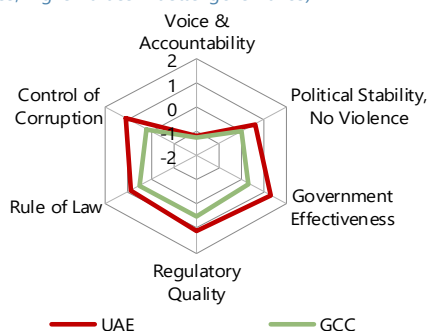 Voice &
Accountability
2
1
0
-1
-2
Control of
Corruption
Political Stability,
No Violence
Rule of Law
Government
Effectiveness
Regulatory
Quality
UAE
GCC